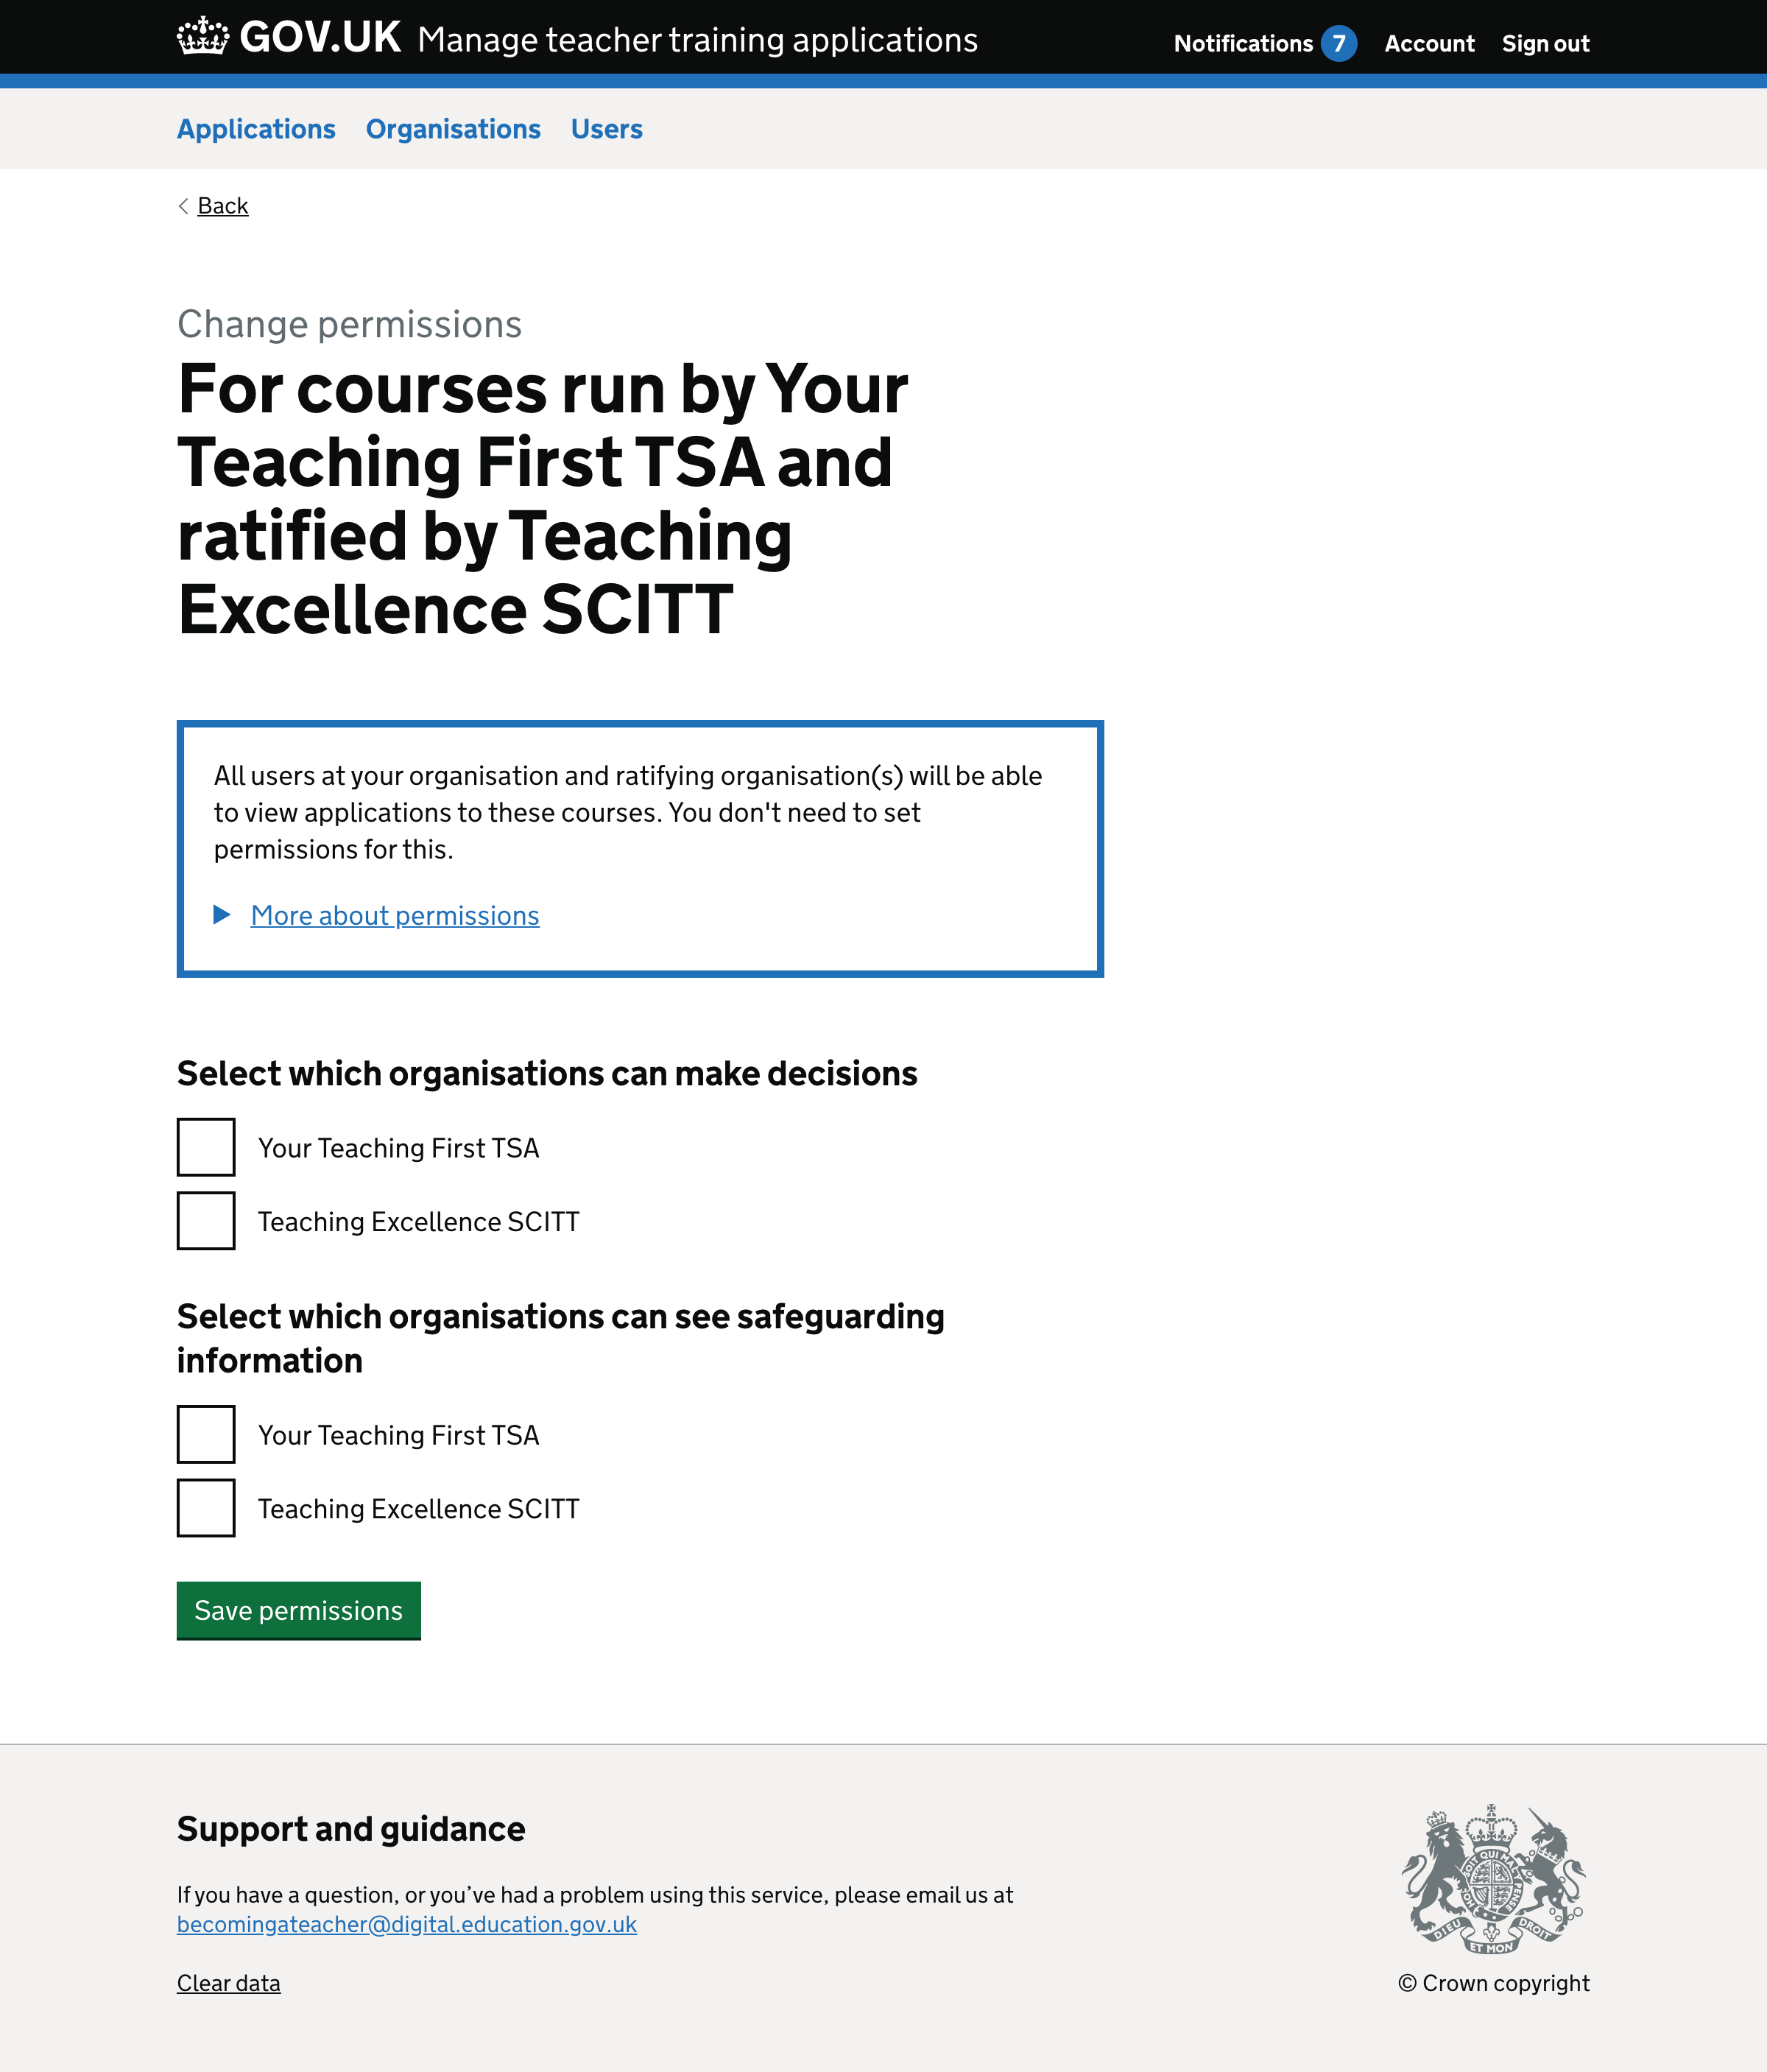 GOV.UK Manage teacher training applications
Notifications 7 Account Sign out
Applications Organisations Users
Back
Change permissions
For courses run by Your
Teaching First TSA and
ratified by Teaching
Excellence SCITT
All users at your organisation and ratifying organisation(s) will be able
to view applications to these courses. You don't need to set
permissions for this.
More about permissions
Select which organisations can make decisions
Your Teaching First TSA
Teaching Excellence SCITT
Select which organisations can see safeguarding
information
Your Teaching First TSA
Teaching Excellence SCITT
Save permissions
Support and guidance
If you have a question, or you’ve had a problem using this service, please email us at
becomingateacher@digital.education.gov.uk
Clear data
DIEU ET MON DROIT
© Crown copyright